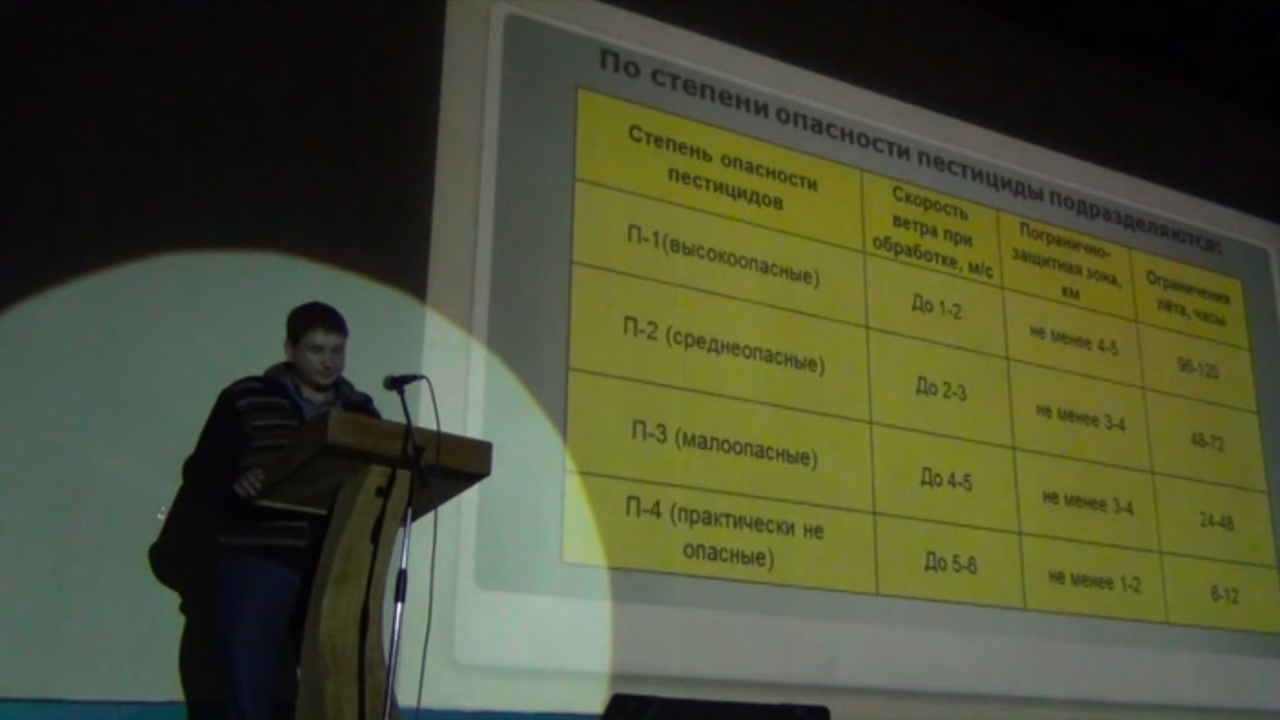 По степени опасности пестициды подразделяются:
Степень опасности
пестицидов
Скорость
ветра при
обработке, м/с
Погранично-
защитная зона,
км
Ограничения
лёта, часы
П-1(высокоопасные)
До 1-2
не менее 4-5
96-120
П-2 (среднеопасные)
До 2-3
не менее 3-4
48-72
П-3 (малоопасные)
До 4-5
не менее 3-4
24-48
П-4 (практически не
опасные)
До 5-6
не менее 1-2
6-12